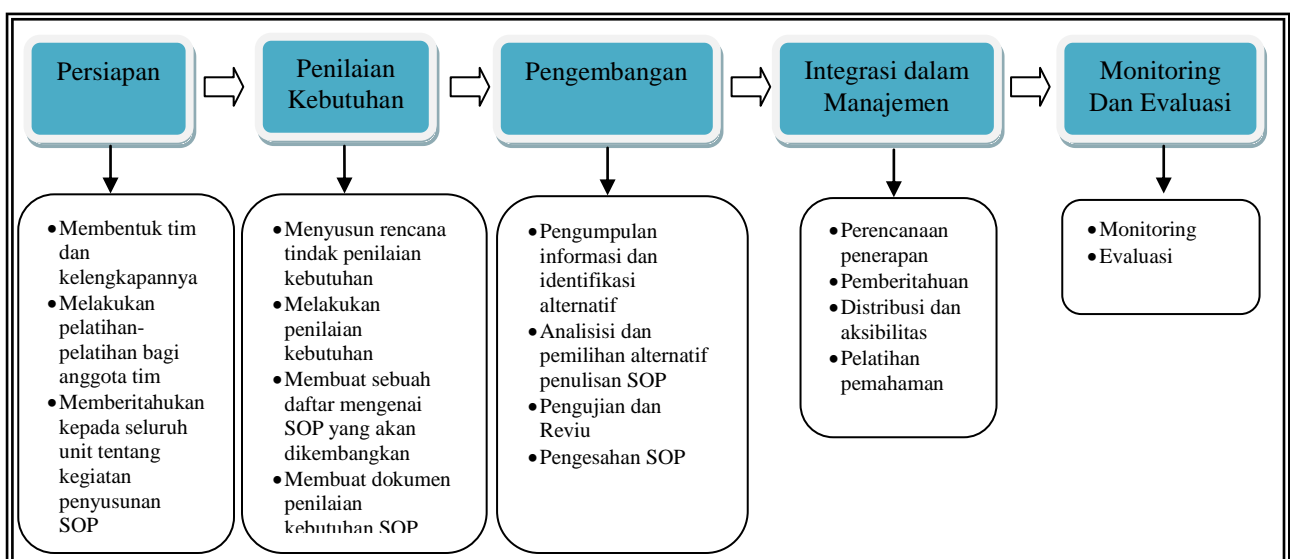 Persiapan
Penilaian
Kebutuhan
Pengembangan
Integrasi dalam
Manajemen
Monitoring
Dan Evaluasi
•Membentuk tim
dan
kelengkapannya
•Melakukan
pelatihan-
pelatihan bagi
anggota tim
•Memberitahukan
kepada seluruh
unit tentang
kegiatan
penyusunan
SOP
•Menyusun rencana
tindak penilaian
kebutuhan
•Melakukan
penilaian
kebutuhan
•Membuat sebuah
daftar mengenai
SOP yang akan
dikembangkan
•Membuat dokumen
penilaian
kebutuhan SOP
•Pengumpulan
informasi dan
identifikasi
alternatif
•Analisisi dan
pemilihan alternatif
penulisan SOP
•Pengujian dan
Reviu
•Pengesahan SOP
•Perencanaan
penerapan
•Pemberitahuan
•Distribusi dan
aksibilitas
•Pelatihan
pemahaman
•Monitoring
•Evaluasi